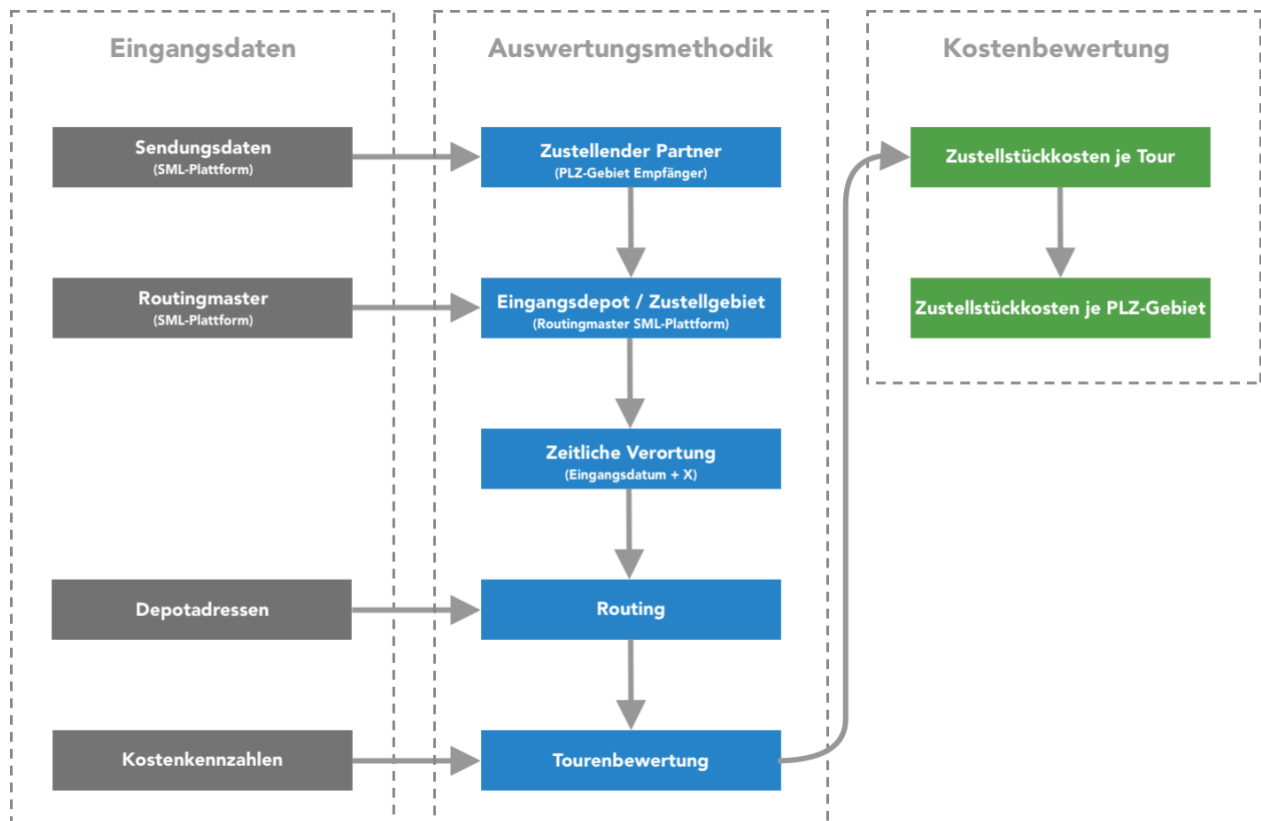 Eingangsdaten
Sendungsdaten
(SML-Plattform)
Routingmaster
(SML-Plattform)
Depotadressen
Kostenkennzahlen
Auswertungsmethodik
Zustellender Partner
(PLZ-Gebiet Empfänger)
Eingangsdepot / Zustellgebiet
(Routingmaster SML-Plattform)
Zeitliche Verortung
(Eingangsdatum + X)
Routing
Tourenbewertung
Kostenbewertung
Zustellstückkosten je Tour
Zustellstückkosten je PLZ-Gebiet